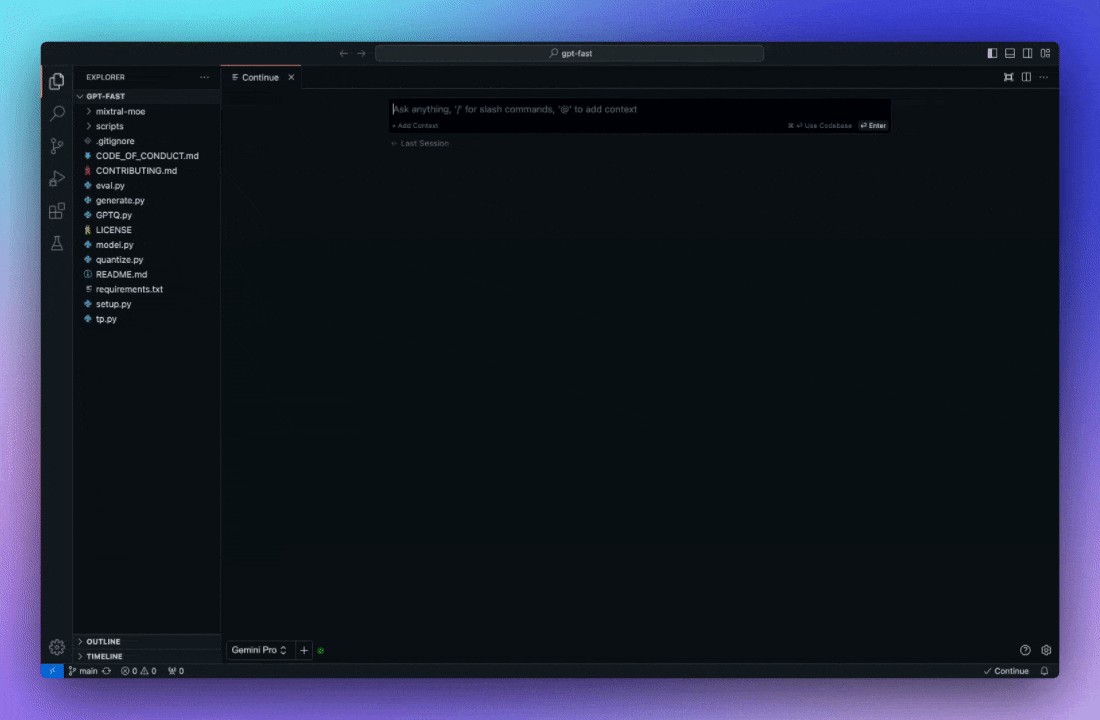 gpt-fast
EXPLORER
Continue
GPT-FAST
mixtral-moe
scripts
.gitignore
CODE_OF_CONDUCT.md
CONTRIBUTING.md
eval.py
generate.py
GPTQ.py
LICENSE
model.py
quantize.py
README.md
requirements.txt
setup.py
tp.py
Ask anything, '/' for slash commands, '@' to add context
+ Add Context
⌘ ⏎ Use Codebase
⏎ Enter
Last Session
OUTLINE
TIMELINE
Gemini Pro
main
0
0
0
Continue